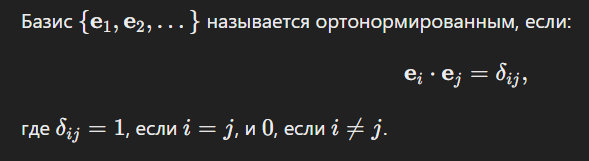 Базис {e₁, e₂, …} называется ортонормированным, если:
eᵢ · eⱼ = δᵢⱼ,
где δᵢⱼ = 1, если i = j, и 0, если i ≠ j.